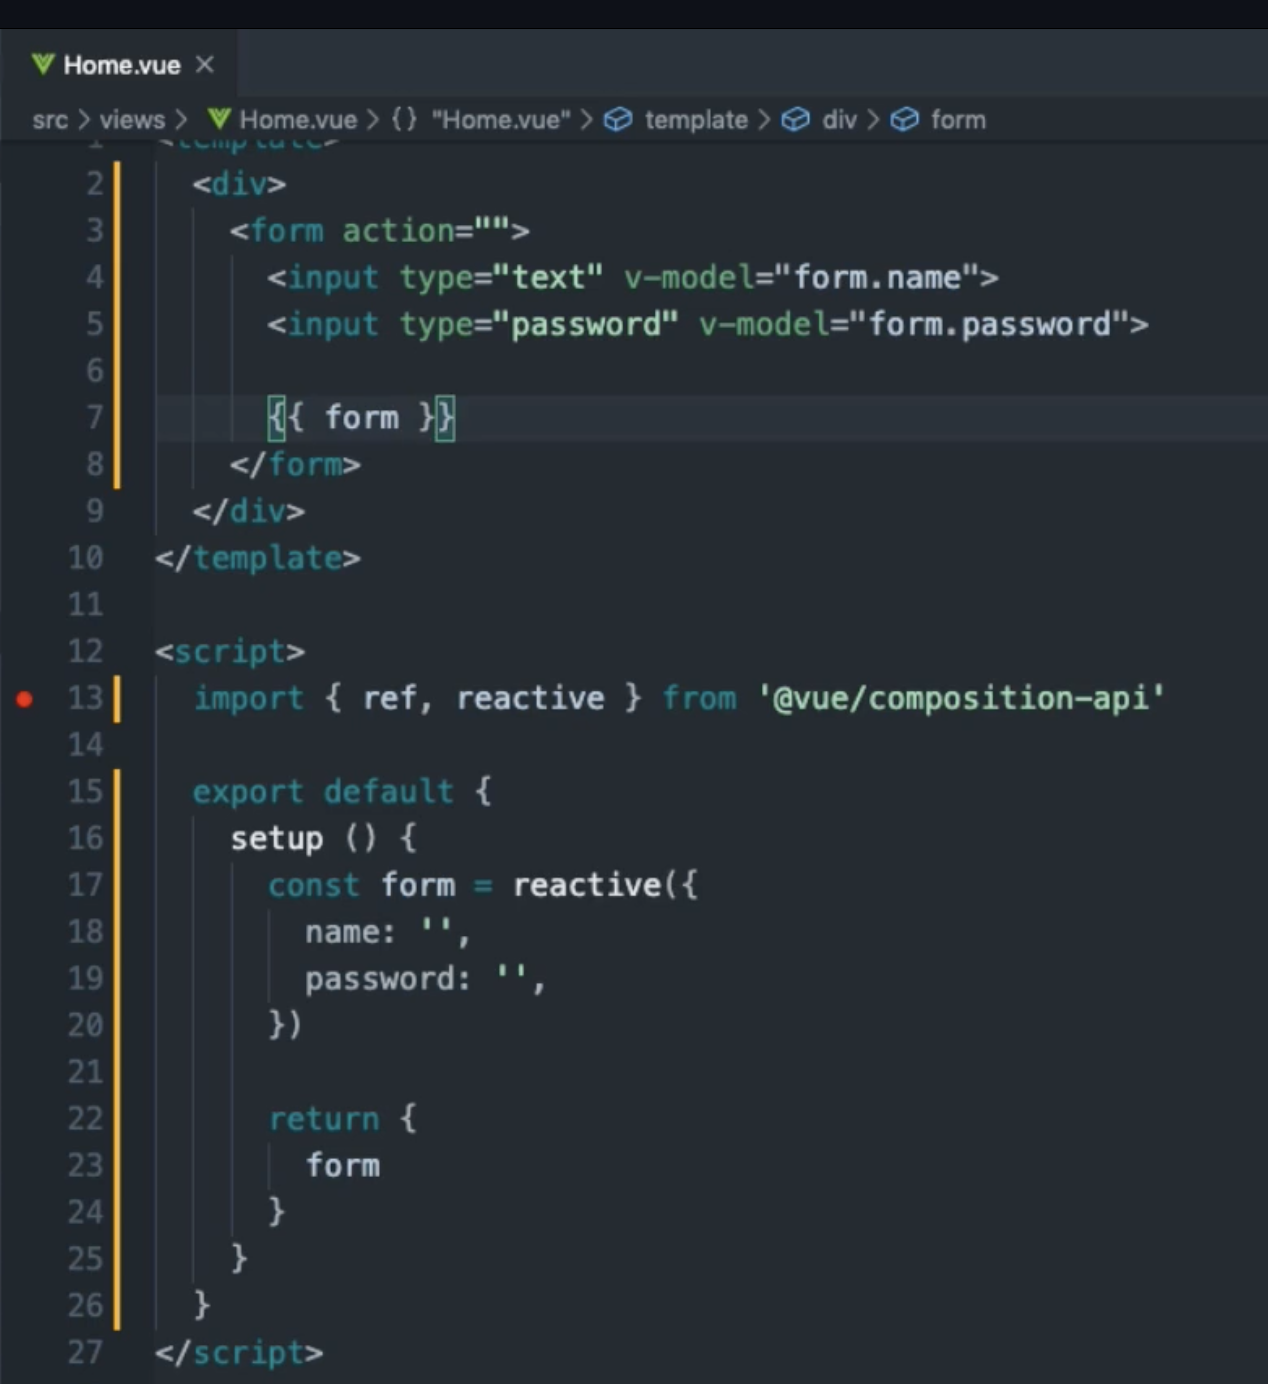 Home.vue ×
src > views > Home.vue > {} "Home.vue" > template > div > form
1 <template>
2 <div>
3 <form action="">
4 <input type="text" v-model="form.name">
5 <input type="password" v-model="form.password">
6
7 {{ form }}
8 </form>
9 </div>
10 </template>
11
12 <script>
13 import { ref, reactive } from '@vue/composition-api'
14
15 export default {
16 setup () {
17 const form = reactive({
18 name: '',
19 password: '',
20 })
21
22 return {
23 form
24 }
25 }
26 }
27 </script>